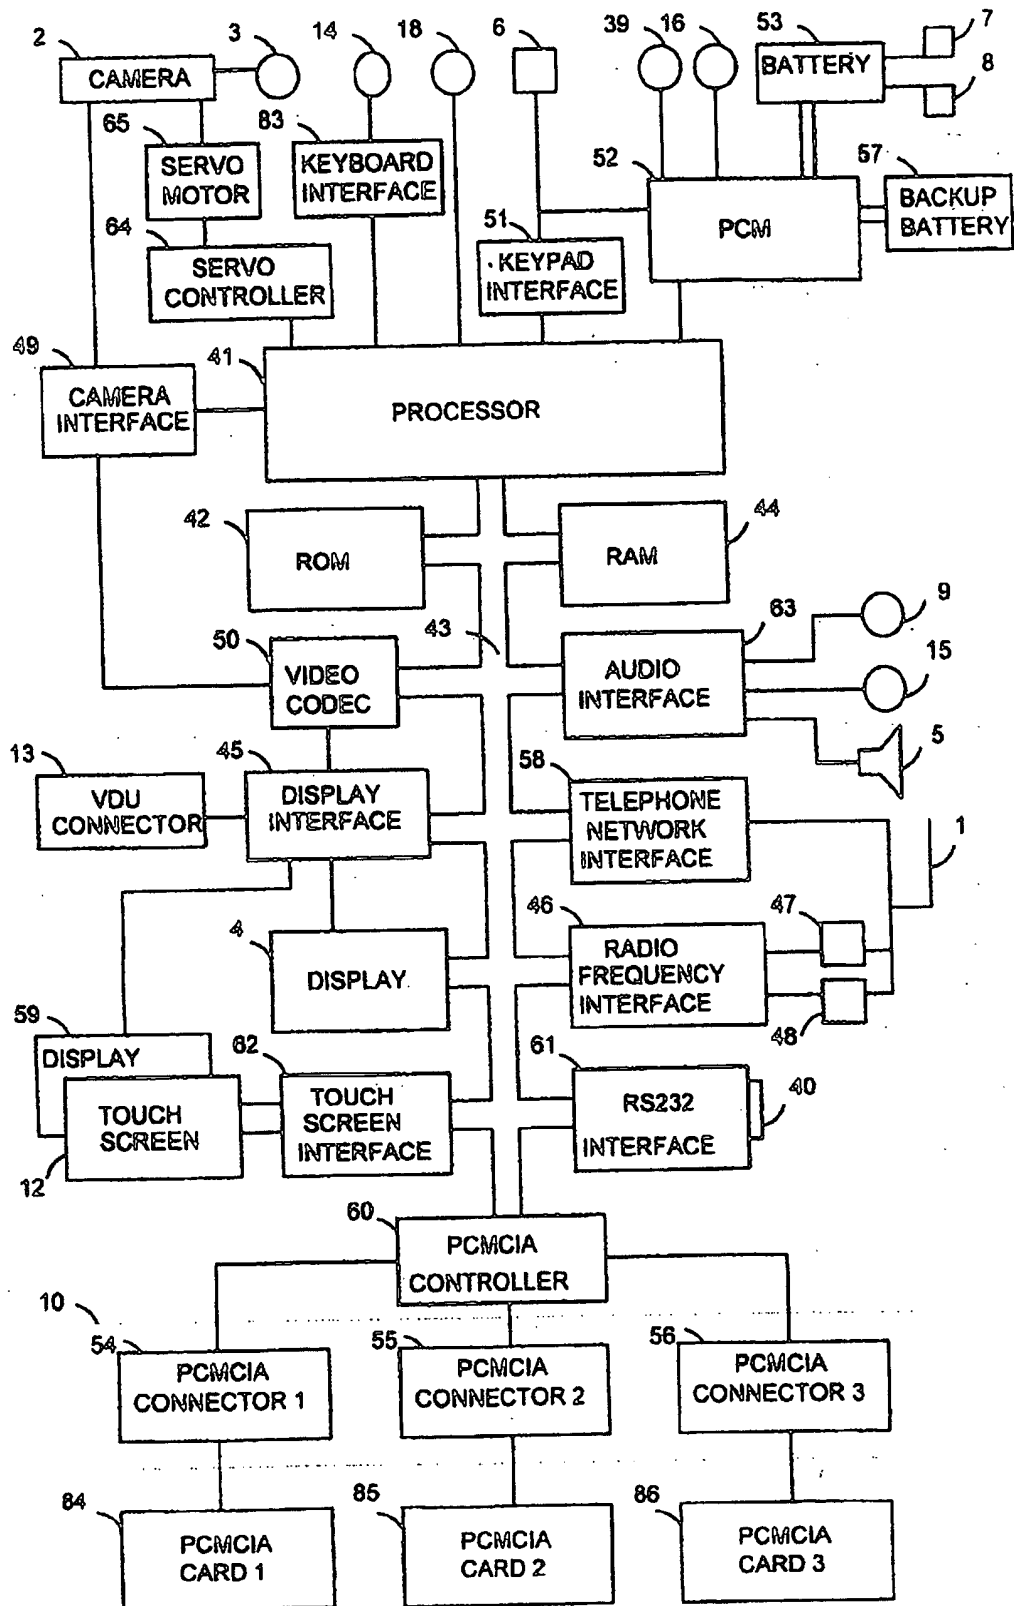 2
3
14
18
6
39
16
53
7
CAMERA
BATTERY
8
65
83
SERVO
MOTOR
KEYBOARD
INTERFACE
52
57
PCM
BACKUP
BATTERY
64
51
SERVO
CONTROLLER
KEYPAD
INTERFACE
49
41
CAMERA
INTERFACE
PROCESSOR
42
44
ROM
RAM
9
50
43
63
VIDEO
CODEC
AUDIO
INTERFACE
15
5
13
45
58
VDU
CONNECTOR
DISPLAY
INTERFACE
TELEPHONE
NETWORK
INTERFACE
1
4
46
47
DISPLAY
RADIO
FREQUENCY
INTERFACE
48
59
62
61
DISPLAY
TOUCH
SCREEN
TOUCH
SCREEN
INTERFACE
RS232
INTERFACE
40
12
60
PCMCIA
CONTROLLER
10
54
55
56
PCMCIA
CONNECTOR 1
PCMCIA
CONNECTOR 2
PCMCIA
CONNECTOR 3
84
85
86
PCMCIA
CARD 1
PCMCIA
CARD 2
PCMCIA
CARD 3